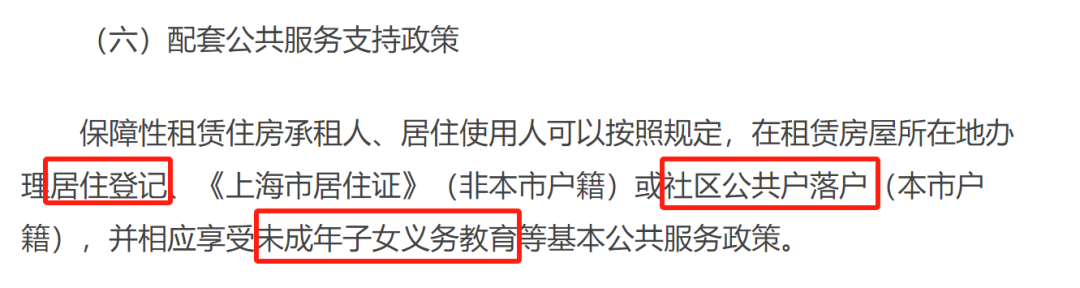 （六）配套公共服务支持政策
保障性租赁住房承租人、居住使用人可以按照规定，在租赁房屋所在地办
理居住登记、《上海市居住证》（非本市户籍）或社区公共户落户（本市户
籍），并相应享受未成年子女义务教育等基本公共服务政策。